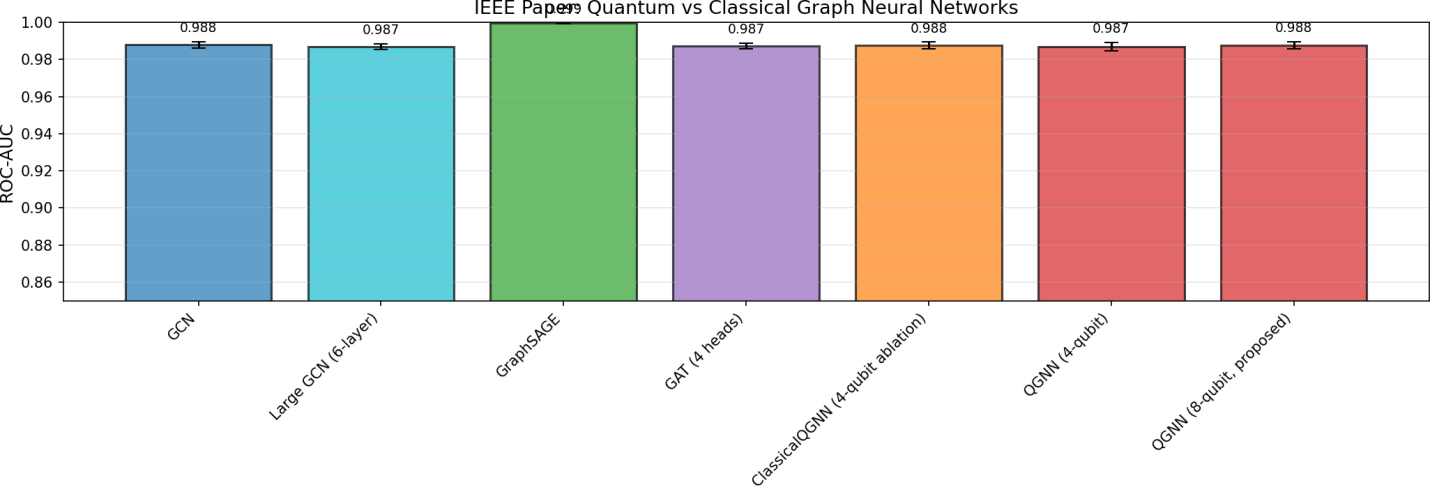 IEEE Paper: Quantum vs Classical Graph Neural Networks
0.988
0.987
0.999
0.987
0.988
0.987
0.988
ROC-AUC
1.00
0.98
0.96
0.94
0.92
0.90
0.88
0.86
GCN
Large GCN (6-layer)
GraphSAGE
GAT (4 heads)
ClassicalQGNN (4-qubit ablation)
QGNN (4-qubit)
QGNN (8-qubit, proposed)